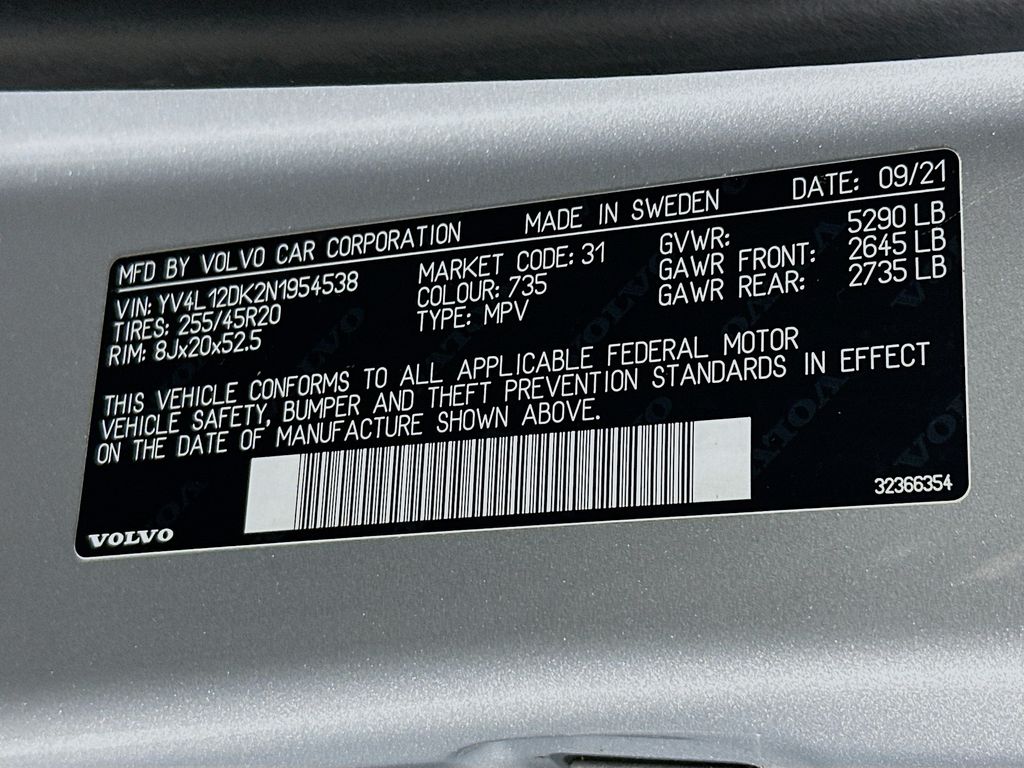 MFD BY VOLVO CAR CORPORATION MADE IN SWEDEN DATE: 09/21
VIN: YV4L12DK2N1954538 MARKET CODE: 31 GVWR: 5290 LB
TIRES: 255/45R20 COLOUR: 735 GAWR FRONT: 2645 LB
RIM: 8Jx20x52.5 TYPE: MPV GAWR REAR: 2735 LB
THIS VEHICLE CONFORMS TO ALL APPLICABLE FEDERAL MOTOR
VEHICLE SAFETY, BUMPER AND THEFT PREVENTION STANDARDS IN EFFECT
ON THE DATE OF MANUFACTURE SHOWN ABOVE.
32366354
VOLVO